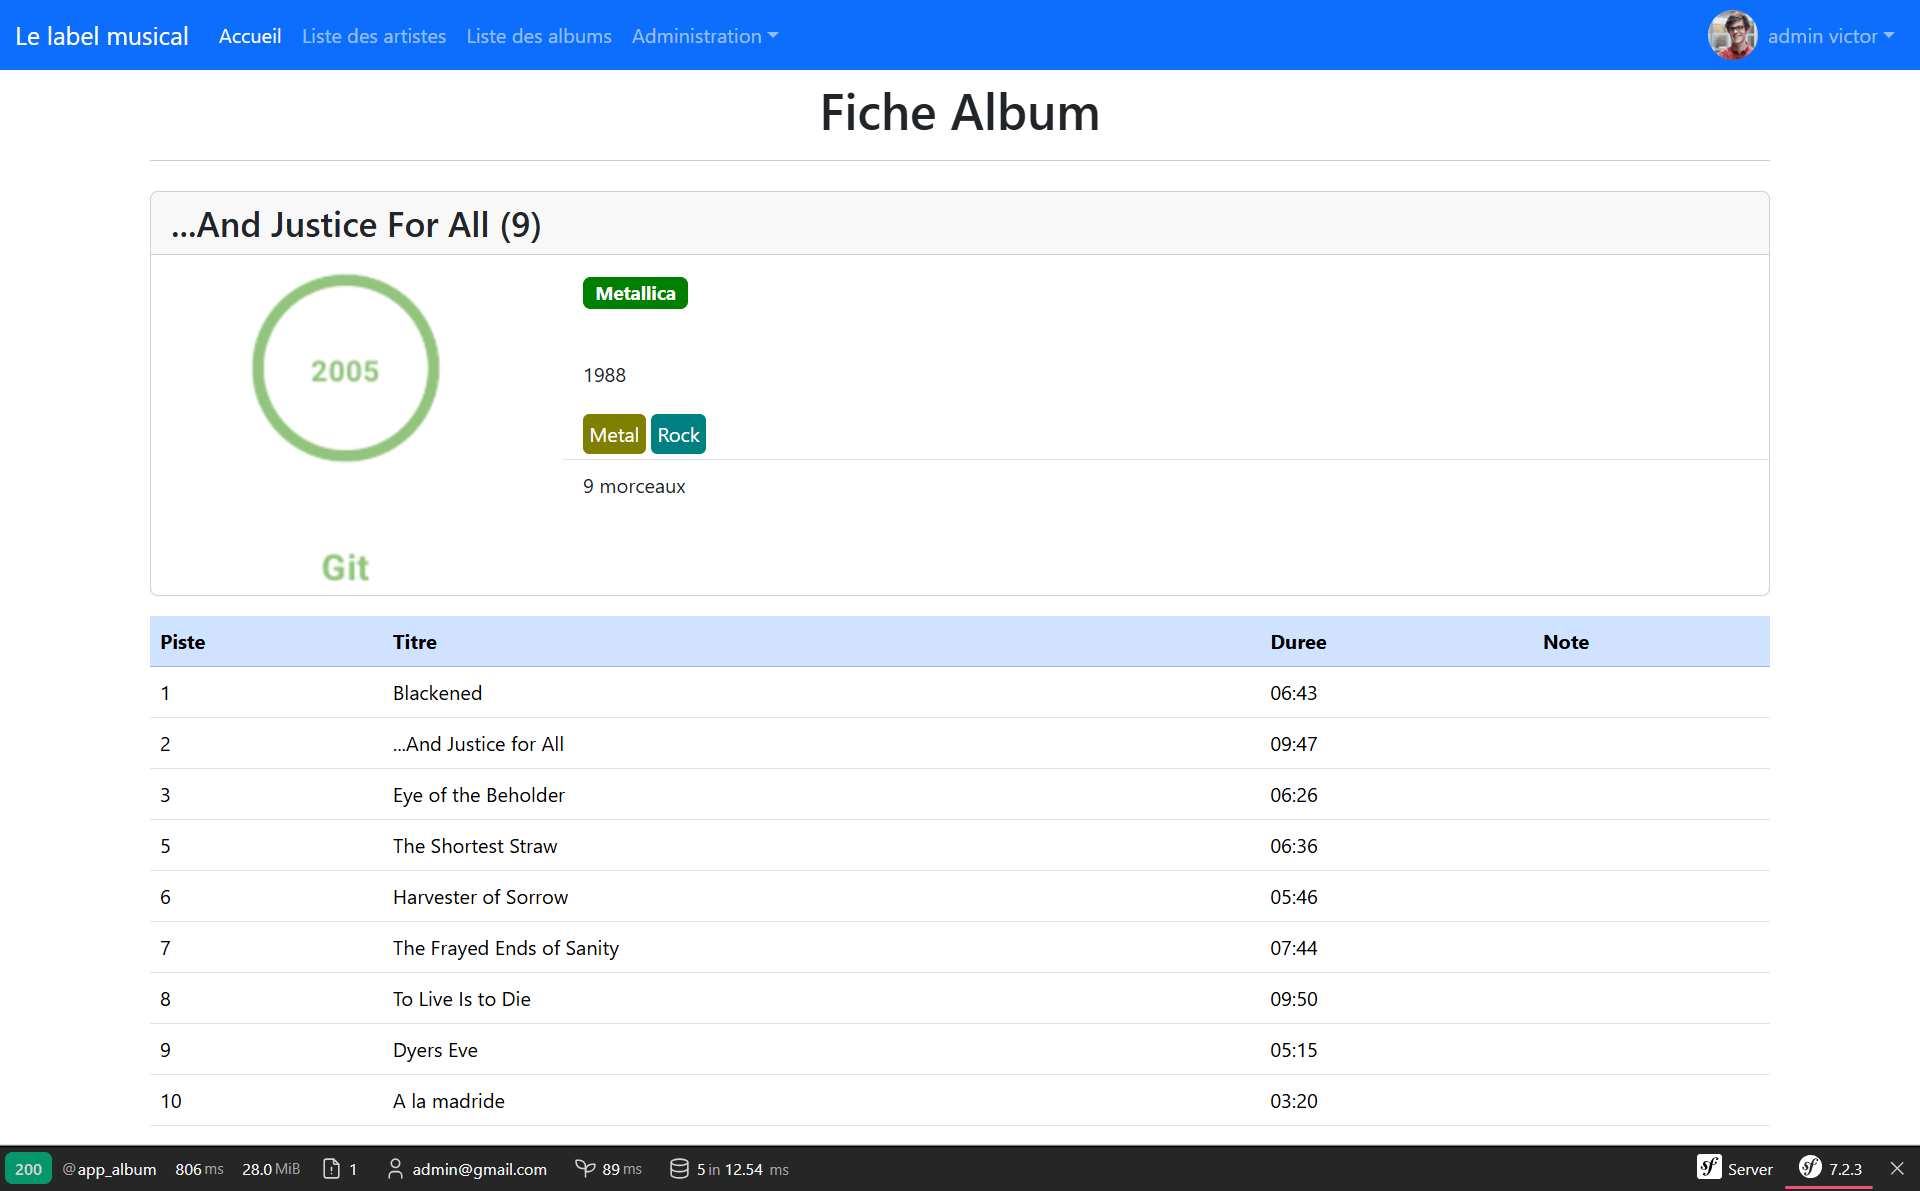 Le label musical Accueil Liste des artistes Liste des albums Administration admin victor
Fiche Album
...And Justice For All (9)
Metallica
2005
1988
Metal Rock
9 morceaux
Git
Piste Titre Duree Note
1 Blackened 06:43
2 ...And Justice for All 09:47
3 Eye of the Beholder 06:26
5 The Shortest Straw 06:36
6 Harvester of Sorrow 05:46
7 The Frayed Ends of Sanity 07:44
8 To Live Is to Die 09:50
9 Dyers Eve 05:15
10 A la madride 03:20
200 @app_album 806 ms 28.0 MiB 1 admin@gmail.com 89 ms 5 in 12.54 ms sf Server sf 7.2.3